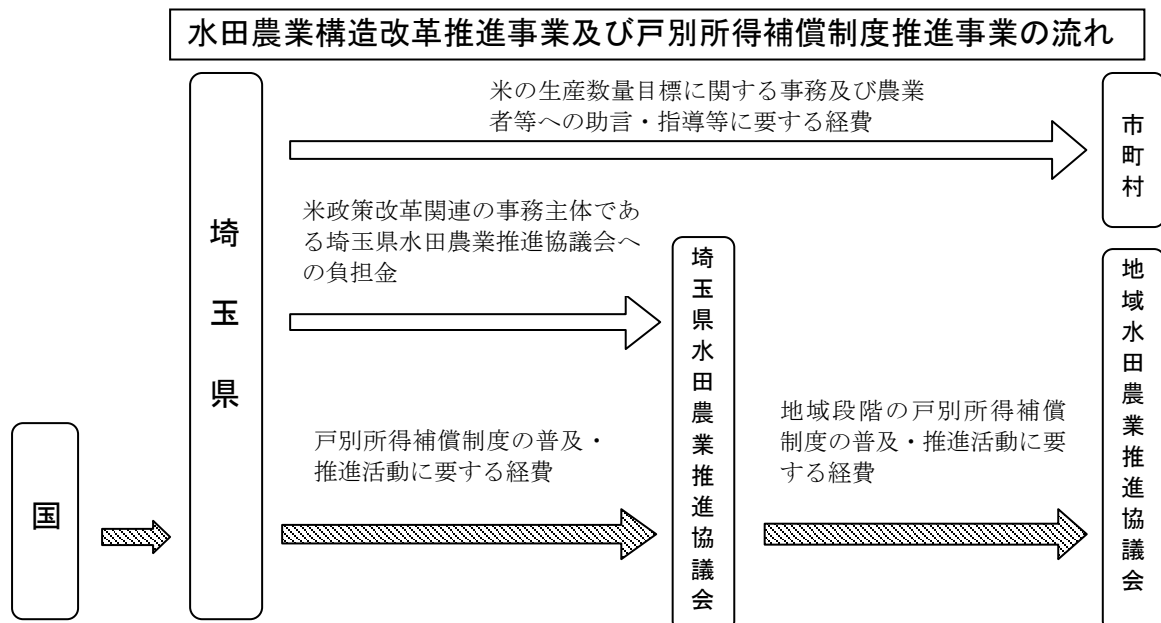 水田農業構造改革推進事業及び戸別所得補償制度推進事業の流れ
米の生産数量目標に関する事務及び農業
者等への助言・指導等に要する経費
市町村
埼玉県
米政策改革関連の事務主体であ
る埼玉県水田農業推進協議会へ
の負担金
埼玉県水田農業推進協議会
地域水田農業推進協議会
戸別所得補償制度の普及・
推進活動に要する経費
地域段階の戸別所得補償
制度の普及・推進活動に要
する経費
国